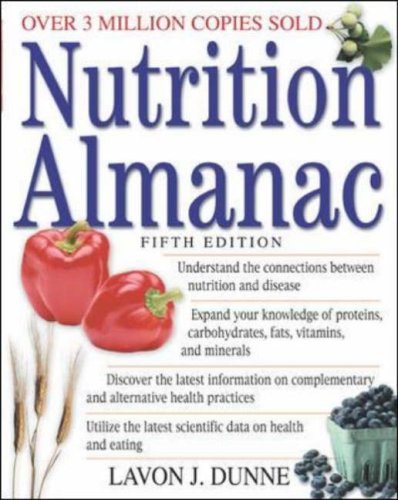 OVER 3 MILLION COPIES SOLD
Nutrition
Almanac
FIFTH EDITION
Understand the connections between
nutrition and disease
Expand your knowledge of proteins,
carbohydrates, fats, vitamins,
and minerals
Discover the latest information on complementary
and alternative health practices
Utilize the latest scientific data on health
and eating
LAVON J. DUNNE